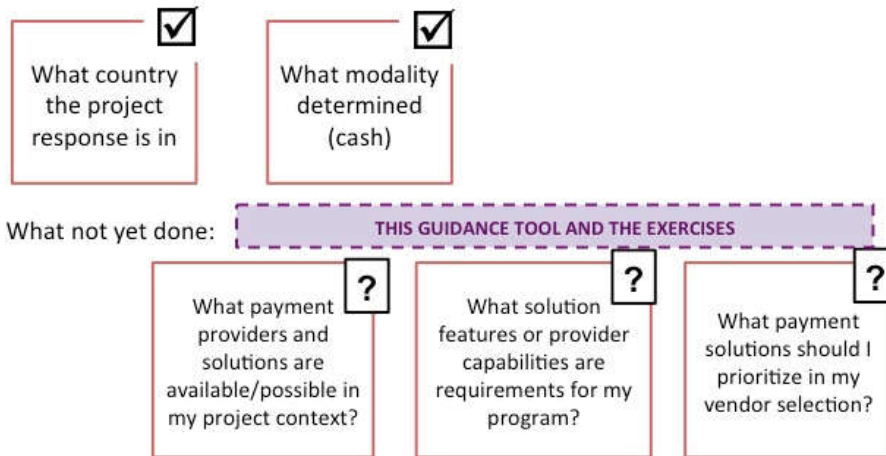 What country
the project
response is in
What modality
determined
(cash)
What not yet done:
THIS GUIDANCE TOOL AND THE EXERCISES
?
What payment
providers and
solutions are
available/possible in
my project context?
?
What solution
features or provider
capabilities are
requirements for my
program?
?
What payment
solutions should I
prioritize in my
vendor selection?